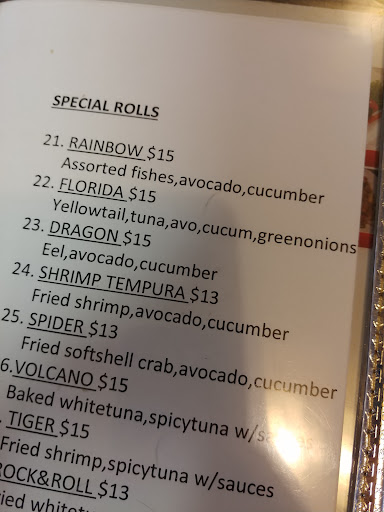 SPECIAL ROLLS
21. RAINBOW $15
Assorted fishes,avocado,cucumber
22. FLORIDA $15
Yellowtail,tuna,avo,cucum,greenonions
23. DRAGON $15
Eel,avocado,cucumber
24. SHRIMP TEMPURA $13
Fried shrimp,avocado,cucumber
25. SPIDER $13
Fried softshell crab,avocado,cucumber
6.VOLCANO $15
Baked whitetuna,spicytuna w/sauces
. TIGER $15
Fried shrimp,spicytuna w/sauces
ROCK&ROLL $13